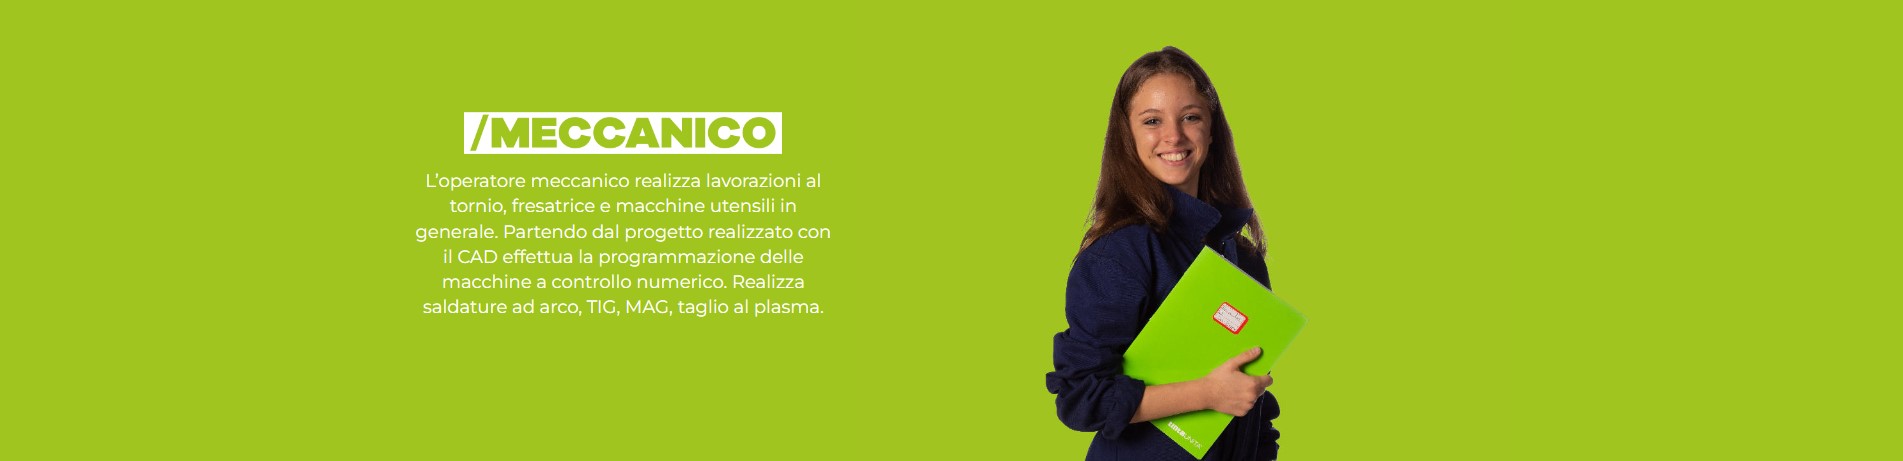 /MECCANICO
L'operatore meccanico realizza lavorazioni al
tornio, fresatrice e macchine utensili in
generale. Partendo dal progetto realizzato con
il CAD effettua la programmazione delle
macchine a controllo numerico. Realizza
saldature ad arco, TIG, MAG, taglio al plasma.